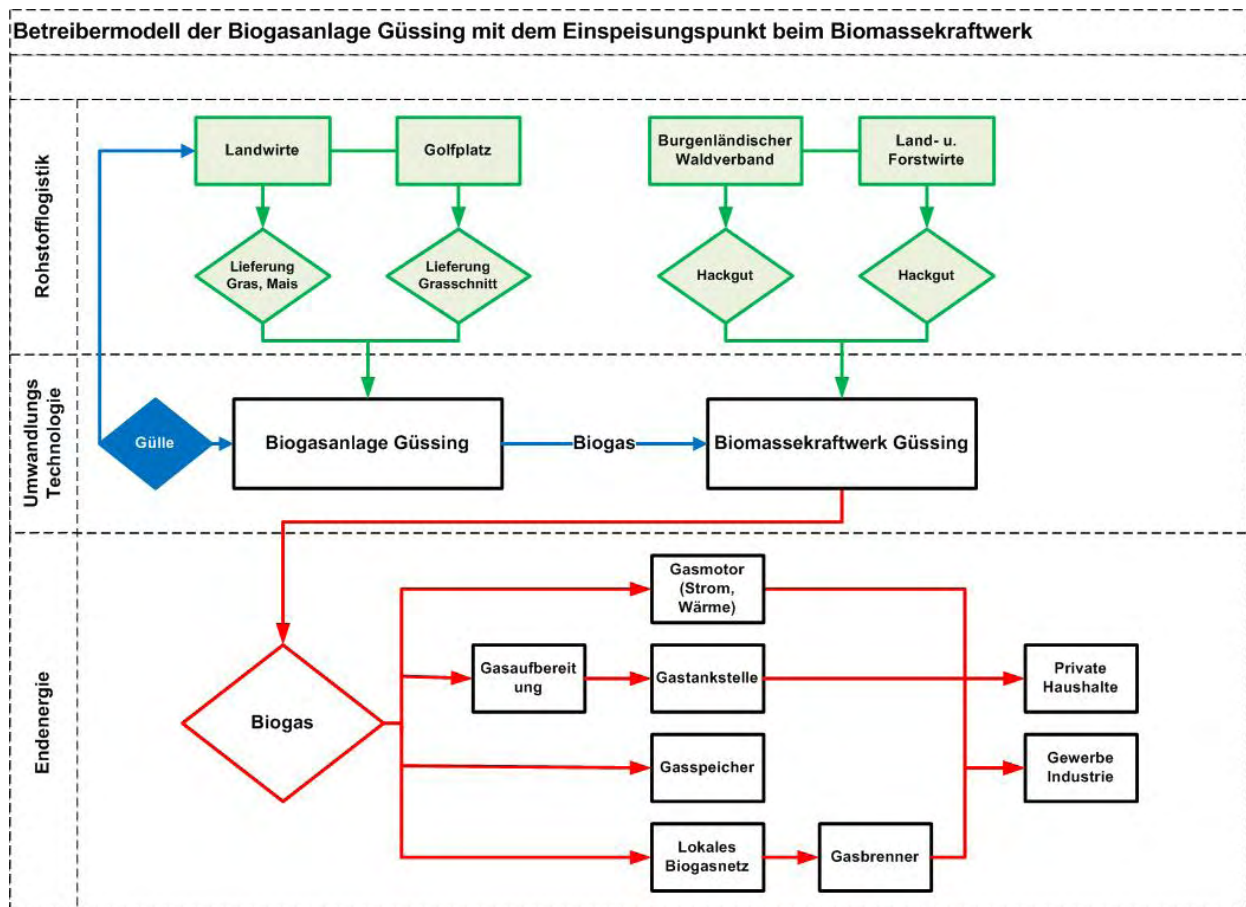 Betreibermodell der Biogasanlage Güssing mit dem Einspeisungspunkt beim Biomassekraftwerk
Rohstofflogistik
Landwirte
Golfplatz
Burgenländischer
Waldverband
Land- u.
Forstwirte
Lieferung
Gras, Mais
Lieferung
Grasschnitt
Hackgut
Hackgut
Umwandlungs
Technologie
Gülle
Biogasanlage Güssing
Biogas
Biomassekraftwerk Güssing
Endenergie
Biogas
Gasmotor
(Strom,
Wärme)
Gasaufbereit
ung
Gastankstelle
Private
Haushalte
Gasspeicher
Gewerbe
Industrie
Lokales
Biogasnetz
Gasbrenner